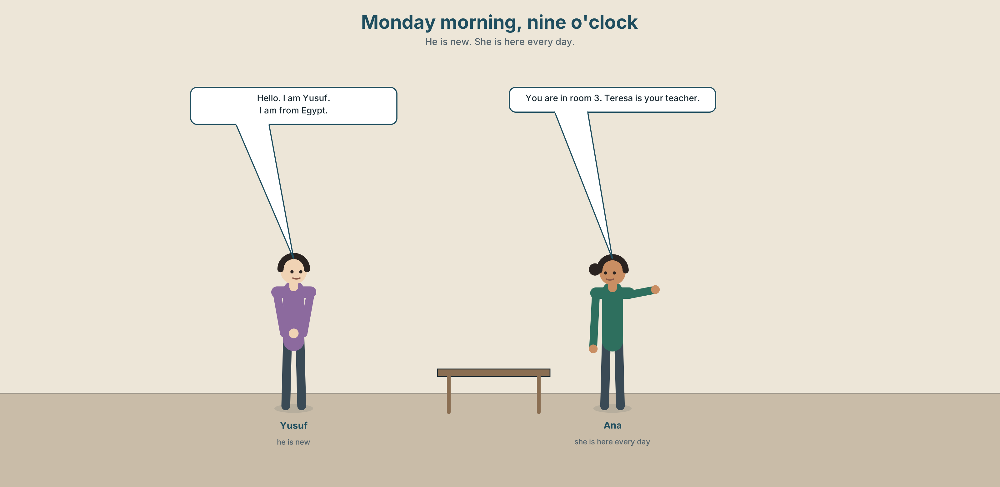 Monday morning, nine o'clock
He is new. She is here every day.
Hello. I am Yusuf.
I am from Egypt.
You are in room 3. Teresa is your teacher.
Yusuf
he is new
Ana
she is here every day